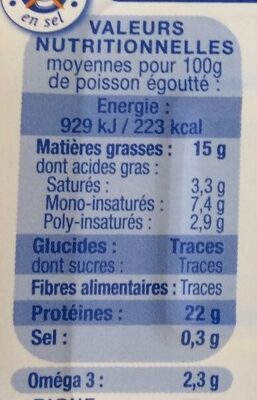 en sel
VALEURS
NUTRITIONNELLES
moyennes pour 100g
de poisson égoutté :
Energie :
929 kJ / 223 kcal
Matières grasses : 15 g
dont acides gras :
Saturés : 3,3 g
Mono-insaturés : 7,4 g
Poly-insaturés : 2,9 g
Glucides : Traces
dont sucres : Traces
Fibres alimentaires : Traces
Protéines : 22 g
Sel : 0,3 g
Oméga 3 : 2,3 g